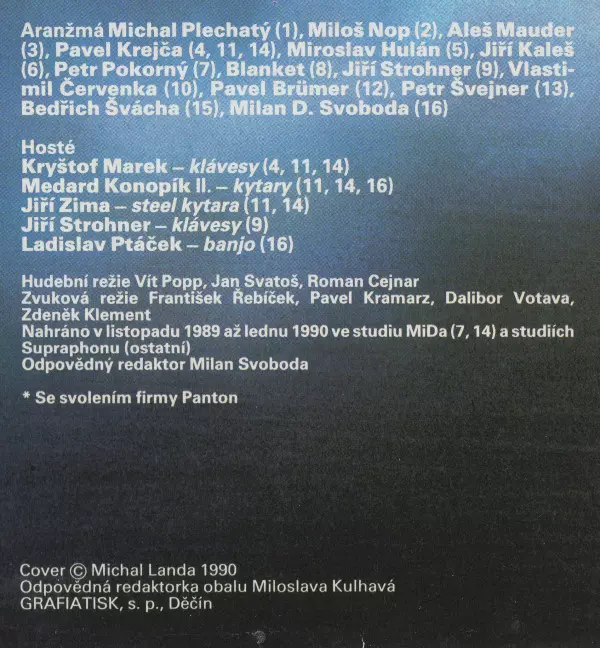 Aranžmá Michal Plechatý (1), Miloš Nop (2), Aleš Mauder
(3), Pavel Krejča (4, 11, 14), Miroslav Hulán (5), Jiří Kaleš
(6), Petr Pokorný (7), Blanket (8), Jiří Strohner (9), Vlasti-
mil Červenka (10), Pavel Brümer (12), Petr Švejner (13),
Bedřich Švácha (15), Milan D. Svoboda (16)
Hosté
Kryštof Marek – klávesy (4, 11, 14)
Medard Konopík II. – kytary (11, 14, 16)
Jiří Zima – steel kytara (11, 14)
Jiří Strohner – klávesy (9)
Ladislav Ptáček – banjo (16)
Hudební režie Vít Popp, Jan Svatoš, Roman Cejnar
Zvuková režie František Řebíček, Pavel Kramarz, Dalibor Votava,
Zdeněk Klement
Nahráno v listopadu 1989 až lednu 1990 ve studiu MiDa (7, 14) a studiích
Supraphonu (ostatní)
Odpovědný redaktor Milan Svoboda
* Se svolením firmy Panton
Cover © Michal Landa 1990
Odpovědná redaktorka obalu Miloslava Kulhavá
GRAFIATISK, s. p., Děčín